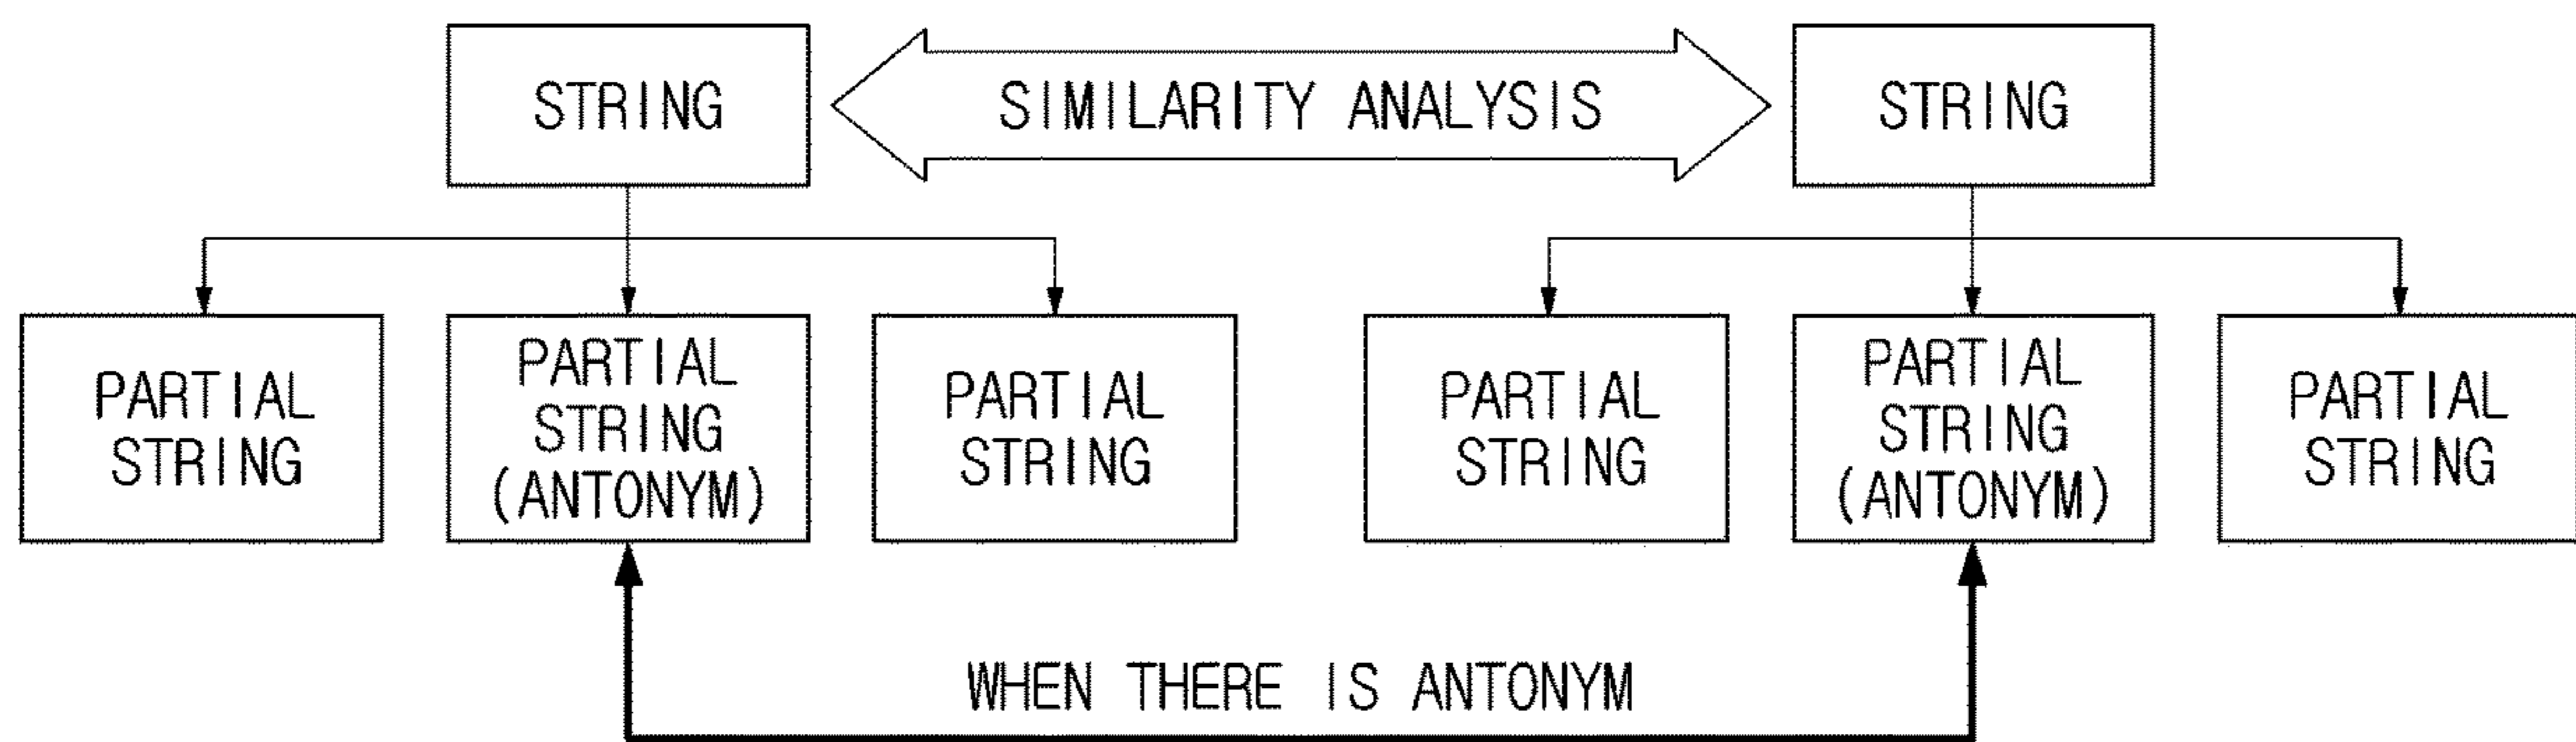 STRING
SIMILARITY ANALYSIS
STRING
PARTIAL
STRING
PARTIAL
STRING
(ANTONYM)
PARTIAL
STRING
PARTIAL
STRING
PARTIAL
STRING
(ANTONYM)
PARTIAL
STRING
WHEN THERE IS ANTONYM